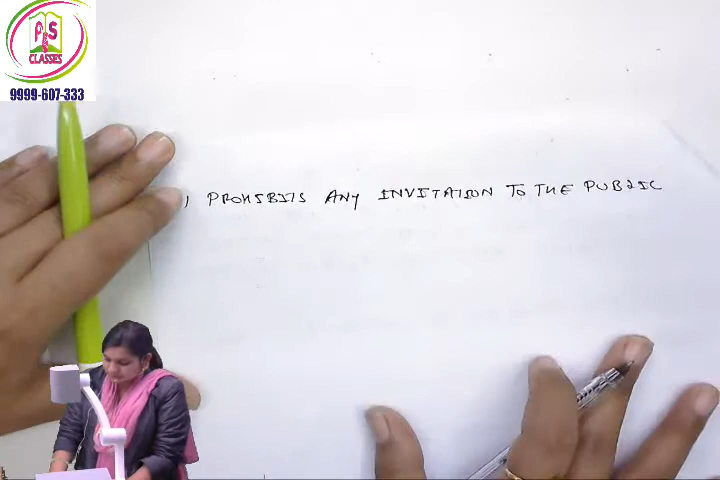 P&S
CLASSES
9999-607-333
) PROHIBITS ANY INVITATION TO THE PUBLIC